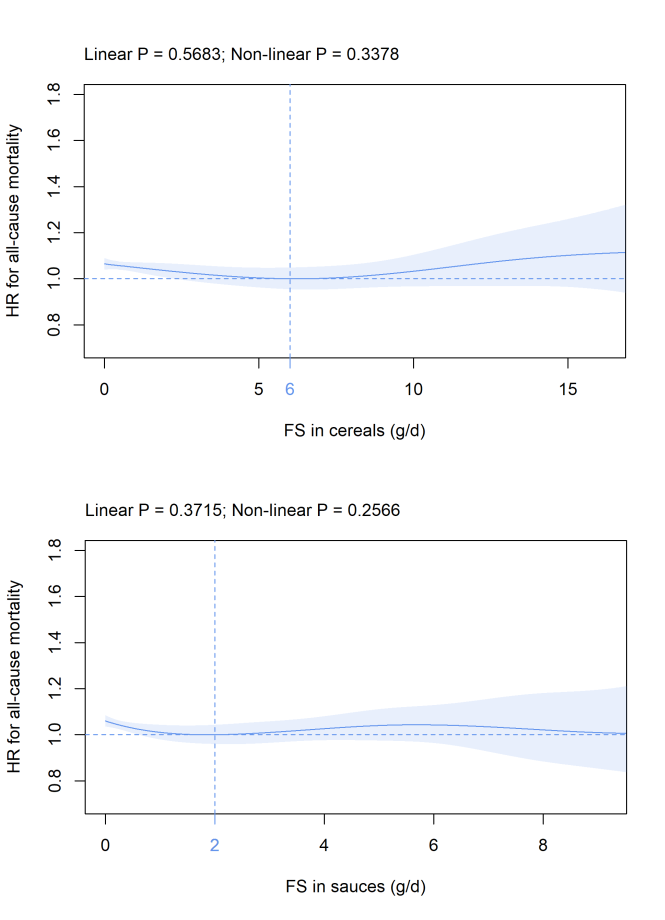 Linear P = 0.5683; Non-linear P = 0.3378
1.8
1.6
1.4
1.2
1.0
0.8
HR for all-cause mortality
0 5 6 10 15
FS in cereals (g/d)
Linear P = 0.3715; Non-linear P = 0.2566
1.8
1.6
1.4
1.2
1.0
0.8
HR for all-cause mortality
0 2 4 6 8
FS in sauces (g/d)